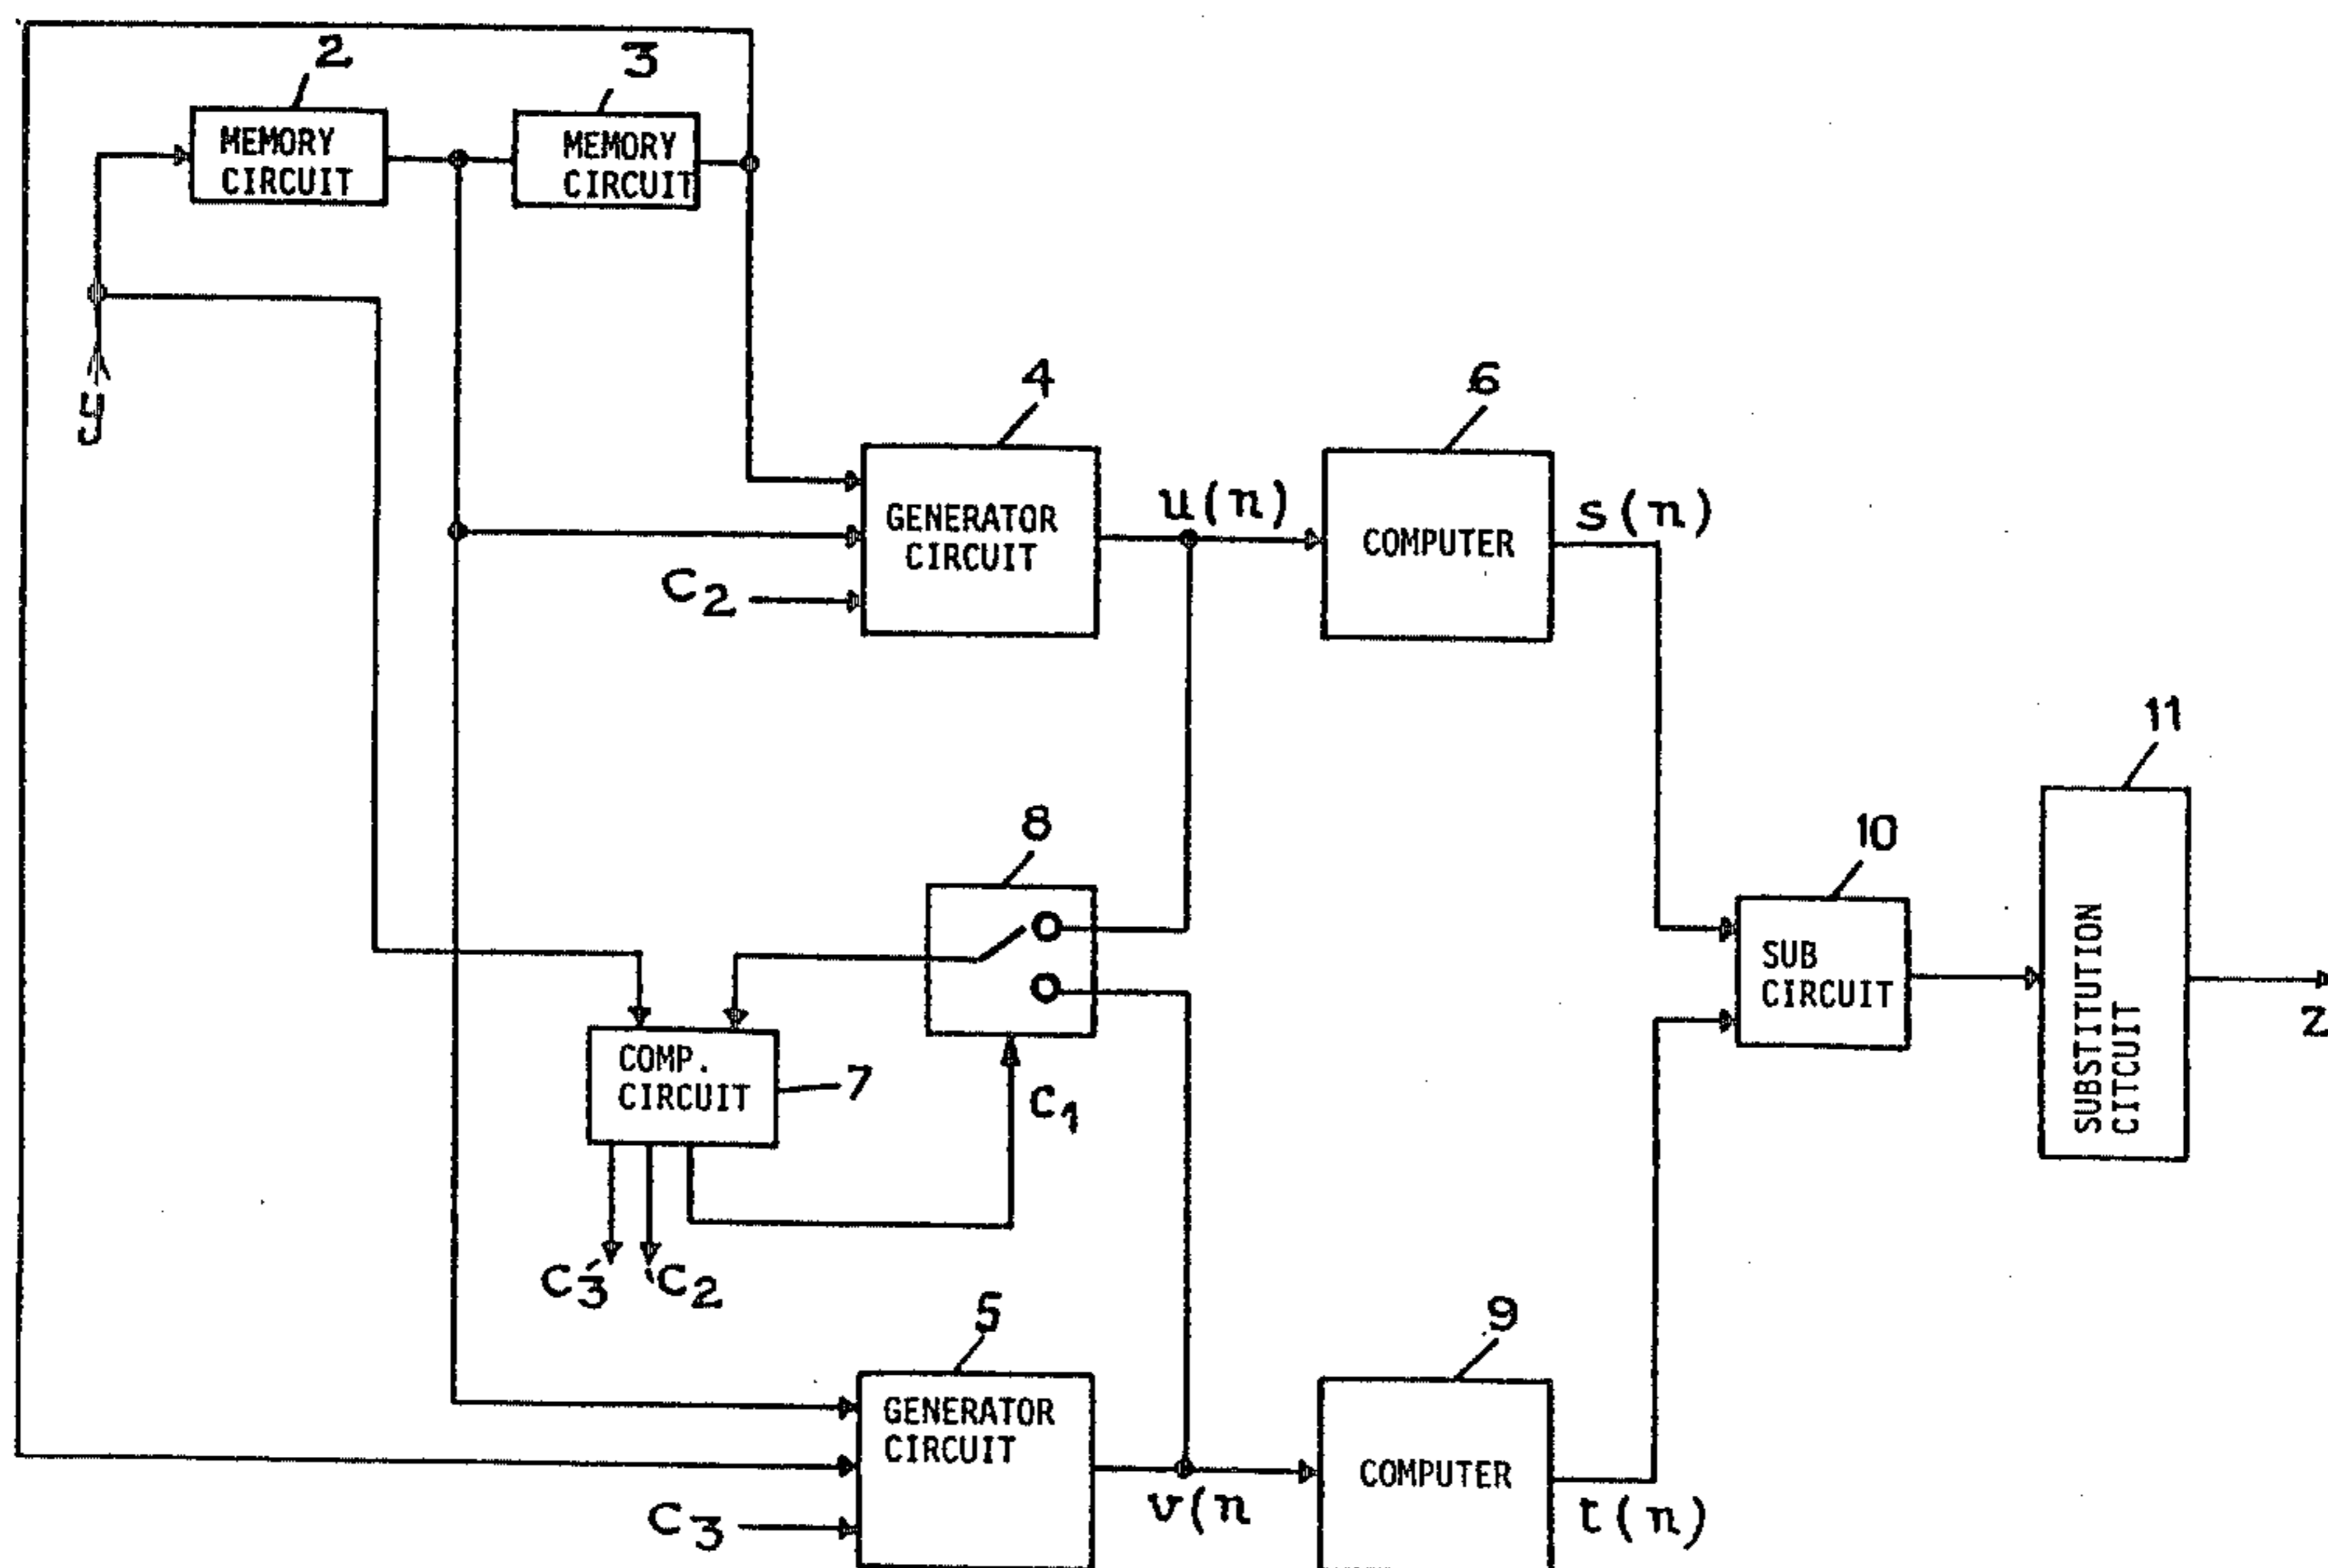 2
3
MEMORY
CIRCUIT
MEMORY
CIRCUIT
y
4
6
GENERATOR
CIRCUIT
u(n)
COMPUTER
s(n)
C2
11
8
10
SUB
CIRCUIT
SUBSTITUTION
CITCUIT
z
COMP.
CIRCUIT
7
C1
C3
C2
5
9
GENERATOR
CIRCUIT
COMPUTER
v(n
t(n)
C3